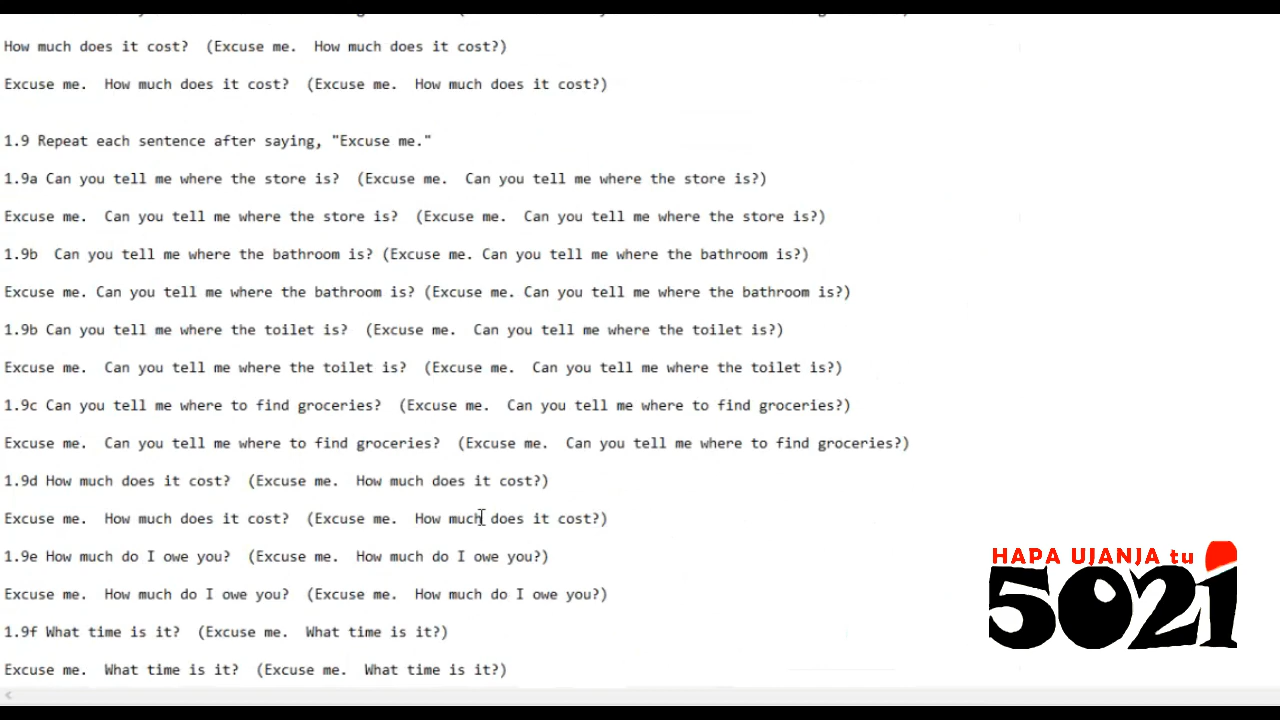 How much does it cost?  (Excuse me.  How much does it cost?)
Excuse me.  How much does it cost?  (Excuse me.  How much does it cost?)
1.9 Repeat each sentence after saying, "Excuse me."
1.9a Can you tell me where the store is?  (Excuse me.  Can you tell me where the store is?)
Excuse me.  Can you tell me where the store is?  (Excuse me.  Can you tell me where the store is?)
1.9b  Can you tell me where the bathroom is? (Excuse me. Can you tell me where the bathroom is?)
Excuse me. Can you tell me where the bathroom is? (Excuse me. Can you tell me where the bathroom is?)
1.9b Can you tell me where the toilet is?  (Excuse me.  Can you tell me where the toilet is?)
Excuse me.  Can you tell me where the toilet is?  (Excuse me.  Can you tell me where the toilet is?)
1.9c Can you tell me where to find groceries?  (Excuse me.  Can you tell me where to find groceries?)
Excuse me.  Can you tell me where to find groceries?  (Excuse me.  Can you tell me where to find groceries?)
1.9d How much does it cost?  (Excuse me.  How much does it cost?)
Excuse me.  How much does it cost?  (Excuse me.  How much does it cost?)
1.9e How much do I owe you?  (Excuse me.  How much do I owe you?)
Excuse me.  How much do I owe you?  (Excuse me.  How much do I owe you?)
1.9f What time is it?  (Excuse me.  What time is it?)
Excuse me.  What time is it?  (Excuse me.  What time is it?)
HAPA UJANJA tu
5021